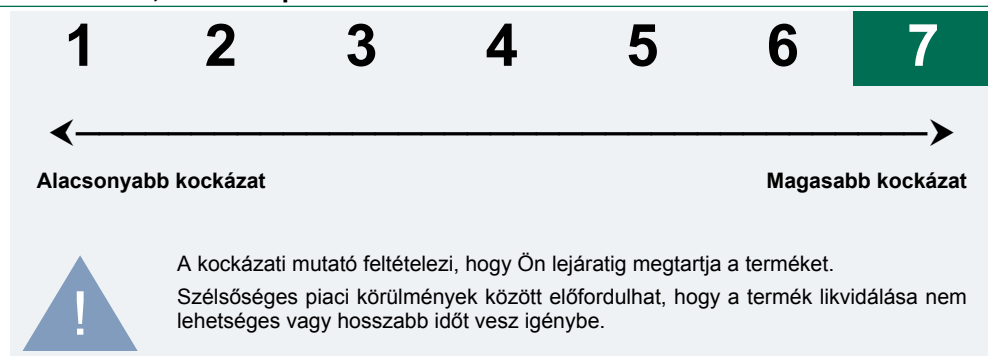 1 2 3 4 5 6 7
Alacsonyabb kockázat Magasabb kockázat
A kockázati mutató feltételezi, hogy Ön lejáratig megtartja a terméket.
Szélsőséges piaci körülmények között előfordulhat, hogy a termék likvidálása nem
lehetséges vagy hosszabb időt vesz igénybe.
!